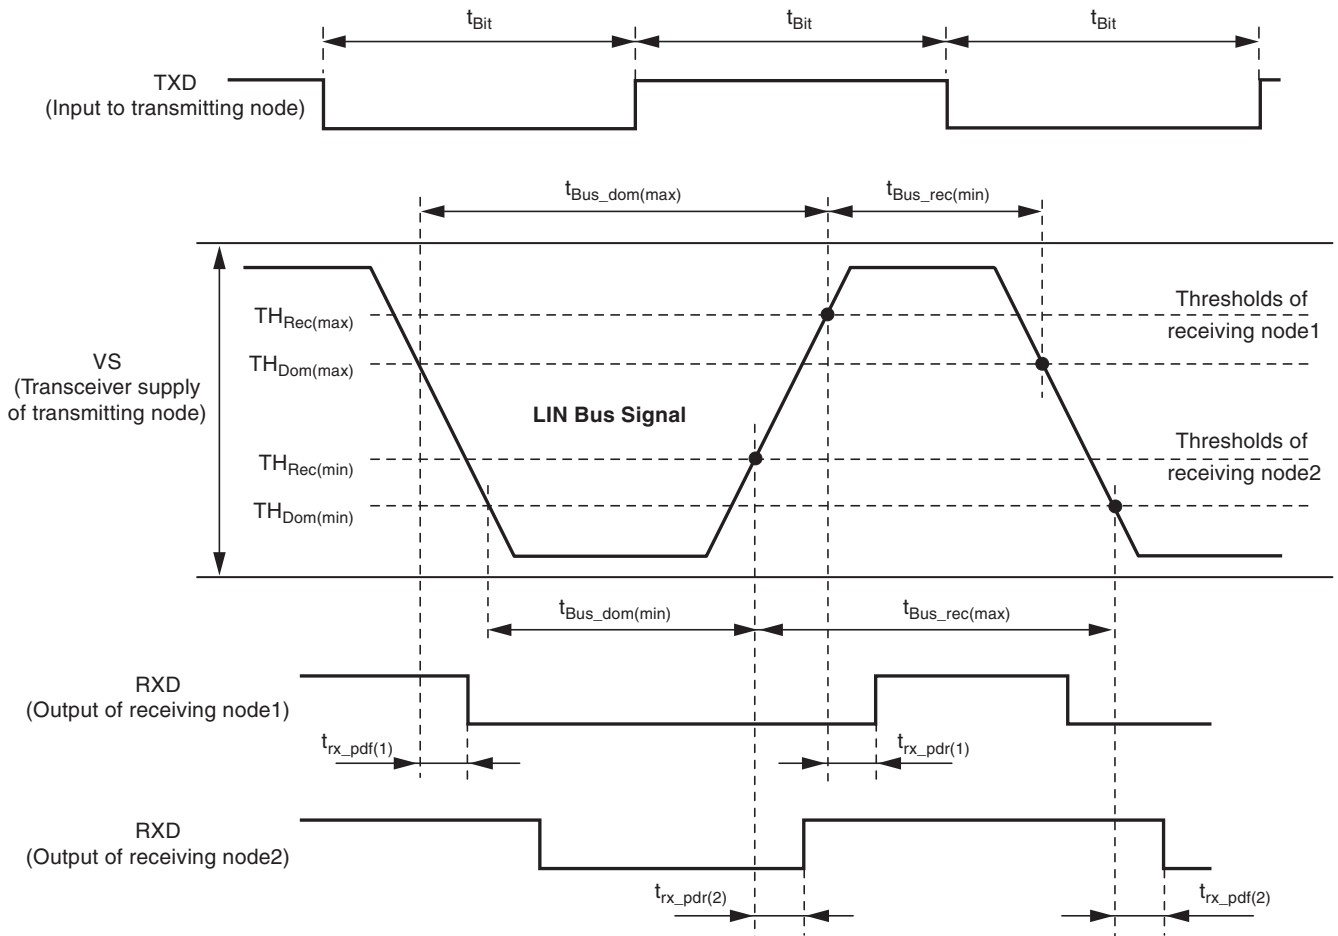 tBit tBit tBit
TXD
(Input to transmitting node)
tBus_dom(max) tBus_rec(min)
THRec(max)
Thresholds of
receiving node1
THDom(max)
VS
(Transceiver supply
of transmitting node)
LIN Bus Signal
THRec(min)
Thresholds of
receiving node2
THDom(min)
tBus_dom(min) tBus_rec(max)
RXD
(Output of receiving node1)
trx_pdf(1) trx_pdr(1)
RXD
(Output of receiving node2)
trx_pdr(2) trx_pdf(2)